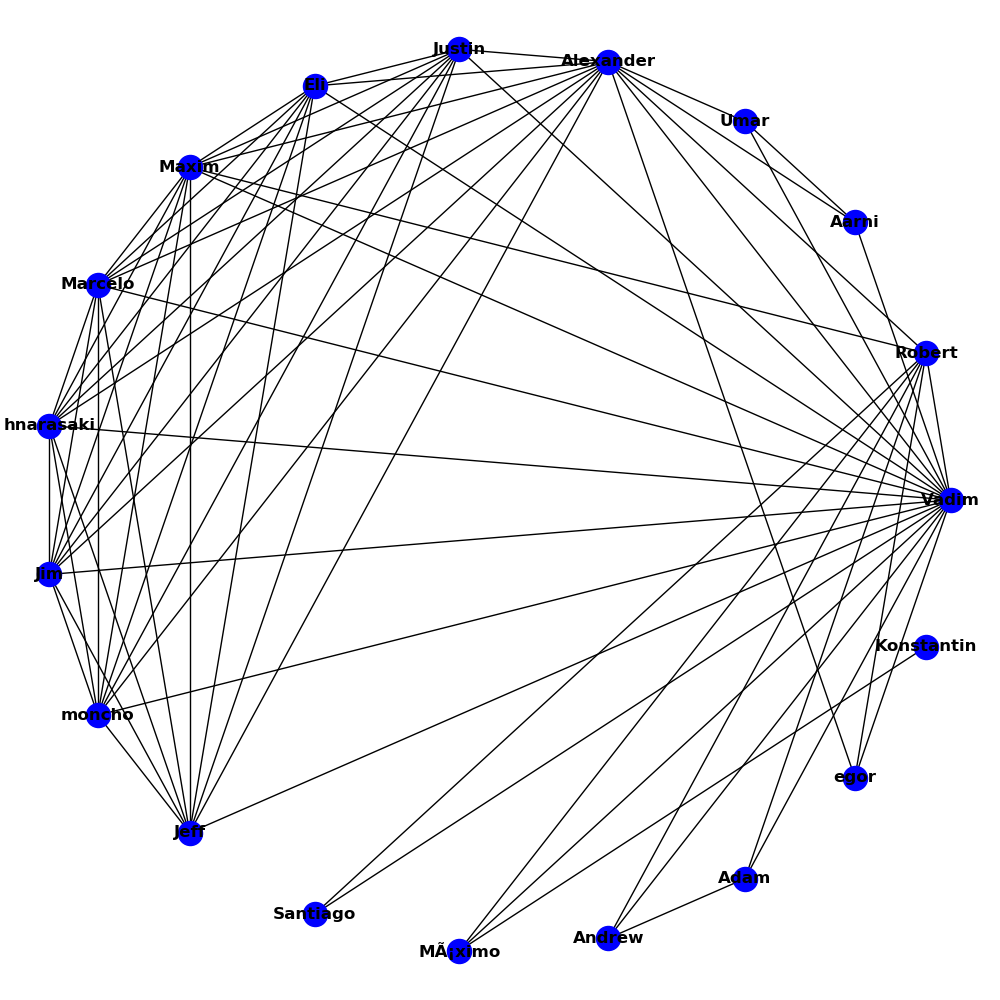 Justin
Alexander
Eli
Umar
Maxim
Aarni
Marcelo
Robert
hnarasaki
Vadim
Jim
Konstantin
moncho
egor
Jeff
Adam
Santiago
Andrew
MÃ¡ximo